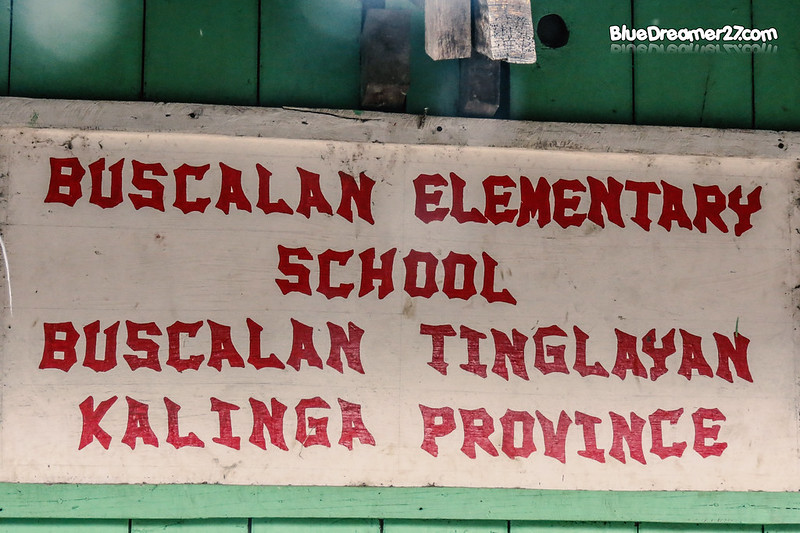 BlueDreamer27.com
BUSCALAN ELEMENTARY
SCHOOL
BUSCALAN TINGLAYAN
KALINGA PROVINCE